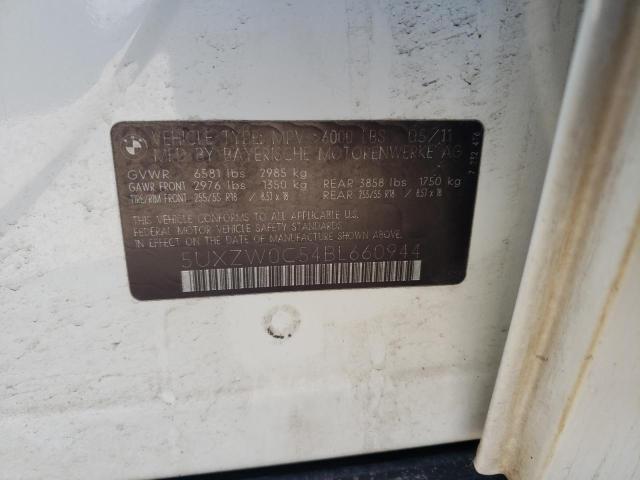 BMW
VEHICLE TYPE: MPV >6000 LBS 05/11
MFD BY BAYERISCHE MOTORENWERKE AG
GVWR 6581 lbs 2985 kg
GAWR FRONT 2976 lbs 1350 kg REAR 3858 lbs 1750 kg
TIRE/RIM FRONT 255/55 R18 / 8.5J x 18 REAR 255/55 R18 / 8.5J x 18
THIS VEHICLE CONFORMS TO ALL APPLICABLE U.S.
FEDERAL MOTOR VEHICLE SAFETY STANDARDS
IN EFFECT ON THE DATE OF MANUFACTURE SHOWN ABOVE.
5UXZW0C54BL660944